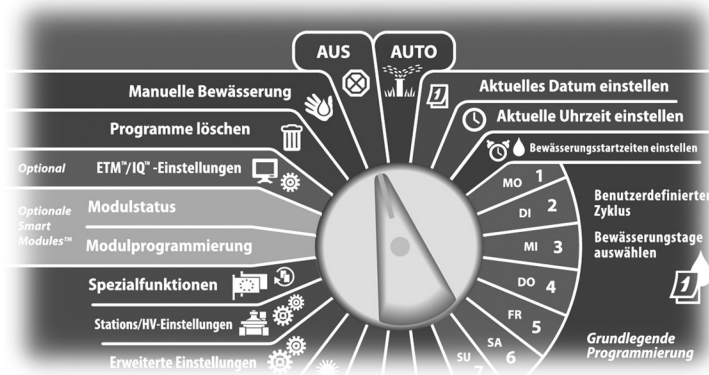 AUS
AUTO
Manuelle Bewässerung
Programme löschen
Optional
ETM™/IQ™ -Einstellungen
Optionale
Smart
Modules™
Modulstatus
Modulprogrammierung
Spezialfunktionen
Stations/HV-Einstellungen
Erweiterte Einstellungen
1
Aktuelles Datum einstellen
Aktuelle Uhrzeit einstellen
Bewässerungsstartzeiten einstellen
MO 1
DI 2
MI 3
DO 4
FR 5
SA 6
SU 7
Benutzerdefinierter
Zyklus
Bewässerungstage
auswählen
1
Grundlegende
Programmierung